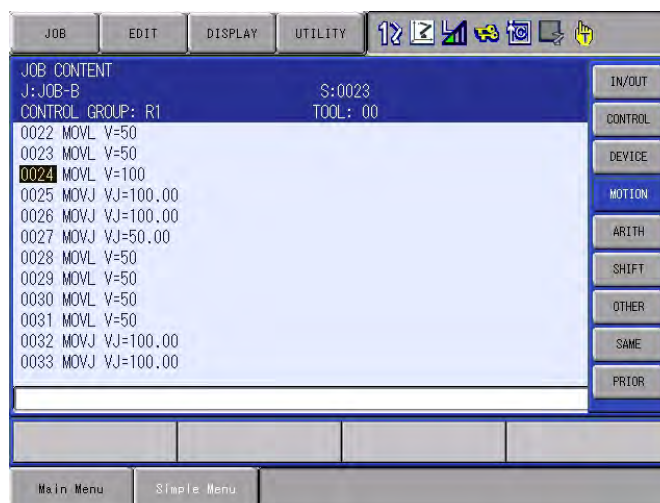 JOB EDIT DISPLAY UTILITY
JOB CONTENT
J:JOB-B S:0023
CONTROL GROUP: R1 TOOL: 00
0022 MOVL V=50
0023 MOVL V=50
0024 MOVL V=100
0025 MOVJ VJ=100.00
0026 MOVJ VJ=100.00
0027 MOVJ VJ=50.00
0028 MOVL V=50
0029 MOVL V=50
0030 MOVL V=50
0031 MOVL V=50
0032 MOVJ VJ=100.00
0033 MOVJ VJ=100.00
IN/OUT
CONTROL
DEVICE
MOTION
ARITH
SHIFT
OTHER
SAME
PRIOR
Main Menu Simple Menu